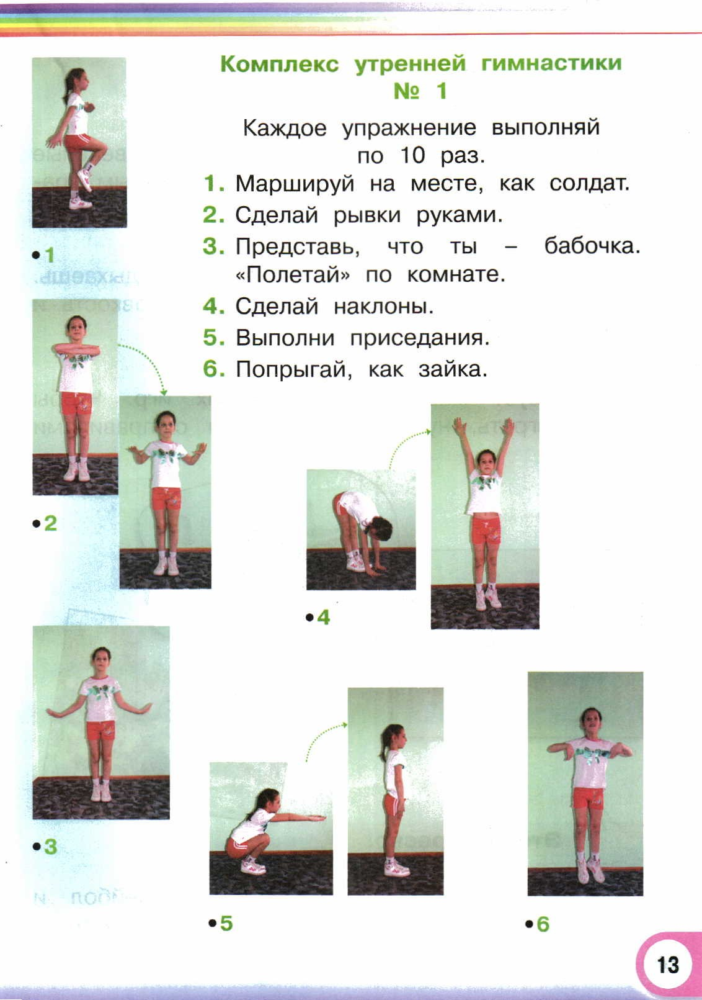 Комплекс утренней гимнастики
№ 1
Каждое упражнение выполняй
по 10 раз.
1. Маршируй на месте, как солдат.
2. Сделай рывки руками.
3. Представь, что ты – бабочка.
«Полетай» по комнате.
4. Сделай наклоны.
5. Выполни приседания.
6. Попрыгай, как зайка.
•1
•2
•4
•3
•5
•6
13